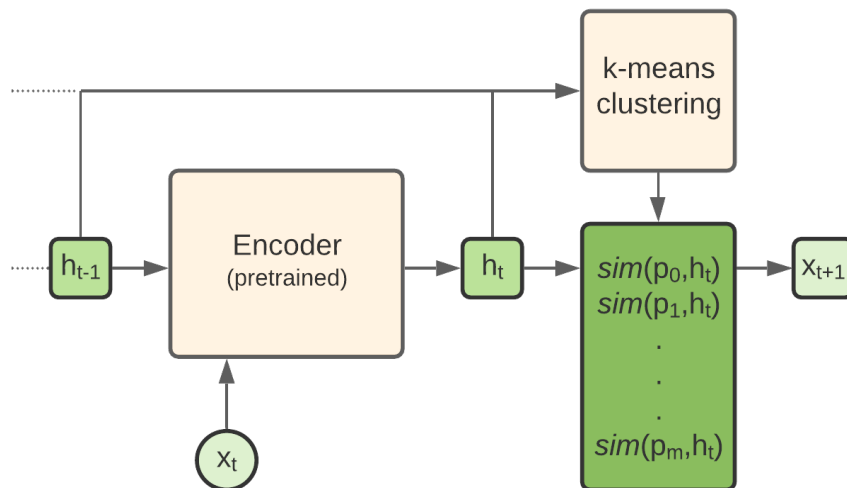 k-means
clustering
h_{t-1}
Encoder
(pretrained)
h_t
sim(p_0,h_t)
sim(p_1,h_t)
.
.
.
sim(p_m,h_t)
x_{t+1}
x_t